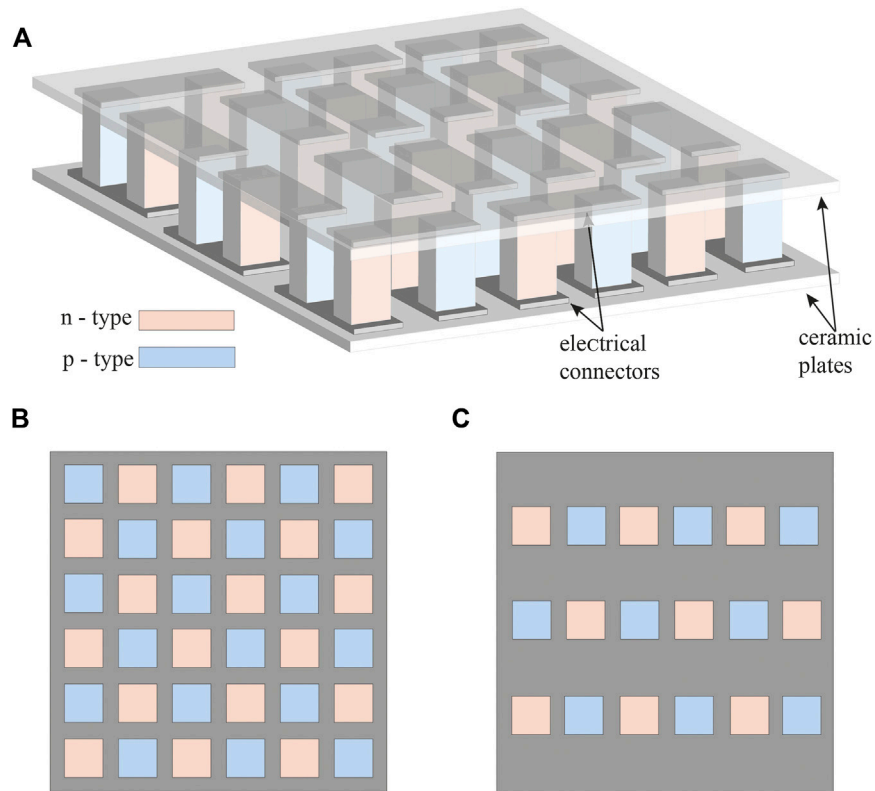 A
n - type
p - type
electrical
connectors
ceramic
plates
B
C